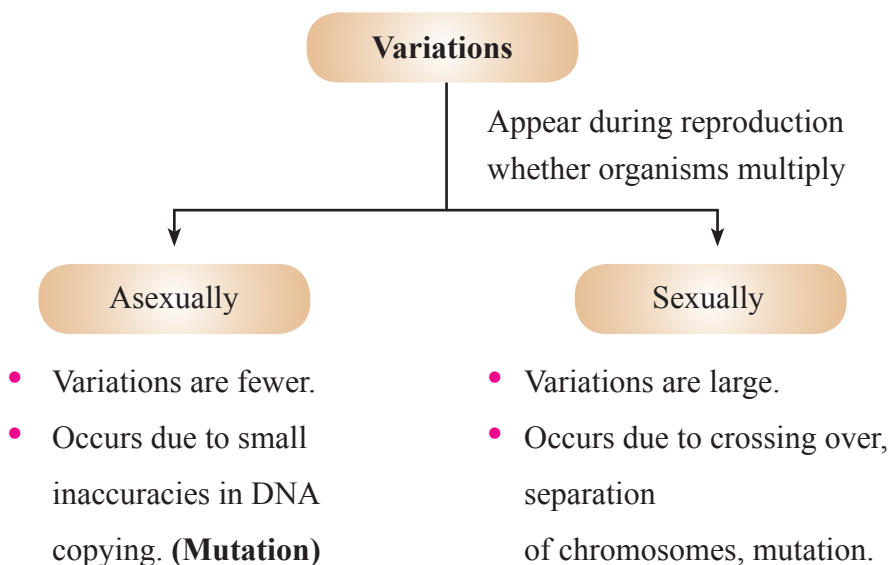 Variations
Appear during reproduction
whether organisms multiply
Asexually
• Variations are fewer.
• Occurs due to small
inaccuracies in DNA
copying. (Mutation)
Sexually
• Variations are large.
• Occurs due to crossing over,
separation
of chromosomes, mutation.